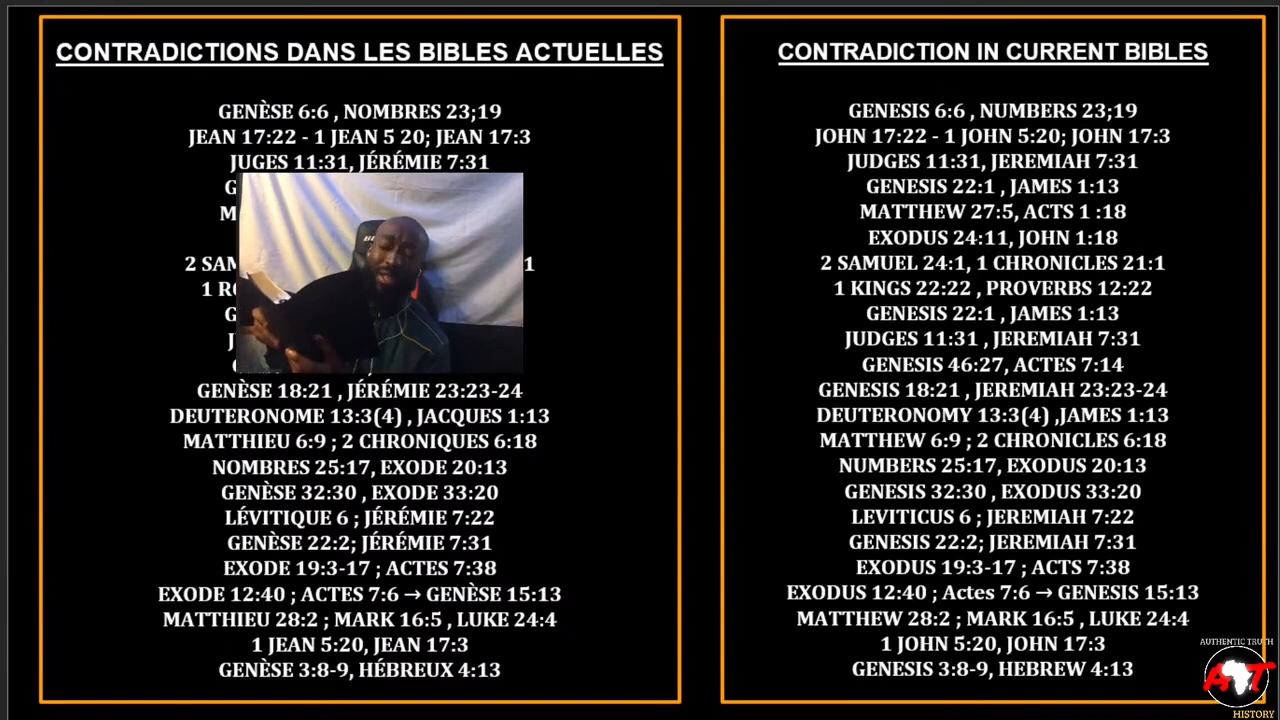 CONTRADICTIONS DANS LES BIBLES ACTUELLES
GENÈSE 6:6 , NOMBRES 23;19
JEAN 17:22 - 1 JEAN 5 20; JEAN 17:3
JUGES 11:31, JÉRÉMIE 7:31
G
M
2 SAM 1
1 R
G
J
GENÈSE 18:21 , JÉRÉMIE 23:23-24
DEUTERONOME 13:3(4) , JACQUES 1:13
MATTHIEU 6:9 ; 2 CHRONIQUES 6:18
NOMBRES 25:17, EXODE 20:13
GENÈSE 32:30 , EXODE 33:20
LÉVITIQUE 6 ; JÉRÉMIE 7:22
GENÈSE 22:2; JÉRÉMIE 7:31
EXODE 19:3-17 ; ACTES 7:38
EXODE 12:40 ; ACTES 7:6 → GENÈSE 15:13
MATTHIEU 28:2 ; MARK 16:5 , LUKE 24:4
1 JEAN 5:20, JEAN 17:3
GENÈSE 3:8-9, HÉBREUX 4:13
CONTRADICTION IN CURRENT BIBLES
GENESIS 6:6 , NUMBERS 23;19
JOHN 17:22 - 1 JOHN 5:20; JOHN 17:3
JUDGES 11:31, JEREMIAH 7:31
GENESIS 22:1 , JAMES 1:13
MATTHEW 27:5, ACTS 1 :18
EXODUS 24:11, JOHN 1:18
2 SAMUEL 24:1, 1 CHRONICLES 21:1
1 KINGS 22:22 , PROVERBS 12:22
GENESIS 22:1 , JAMES 1:13
JUDGES 11:31 , JEREMIAH 7:31
GENESIS 46:27, ACTES 7:14
GENESIS 18:21 , JEREMIAH 23:23-24
DEUTERONOMY 13:3(4) ,JAMES 1:13
MATTHEW 6:9 ; 2 CHRONICLES 6:18
NUMBERS 25:17, EXODUS 20:13
GENESIS 32:30 , EXODUS 33:20
LEVITICUS 6 ; JEREMIAH 7:22
GENESIS 22:2; JEREMIAH 7:31
EXODUS 19:3-17 ; ACTS 7:38
EXODUS 12:40 ; Actes 7:6 → GENESIS 15:13
MATTHEW 28:2 ; MARK 16:5 , LUKE 24:4
1 JOHN 5:20, JOHN 17:3
GENESIS 3:8-9, HEBREW 4:13
AUTHENTIC TRUTH
AT
HISTORY